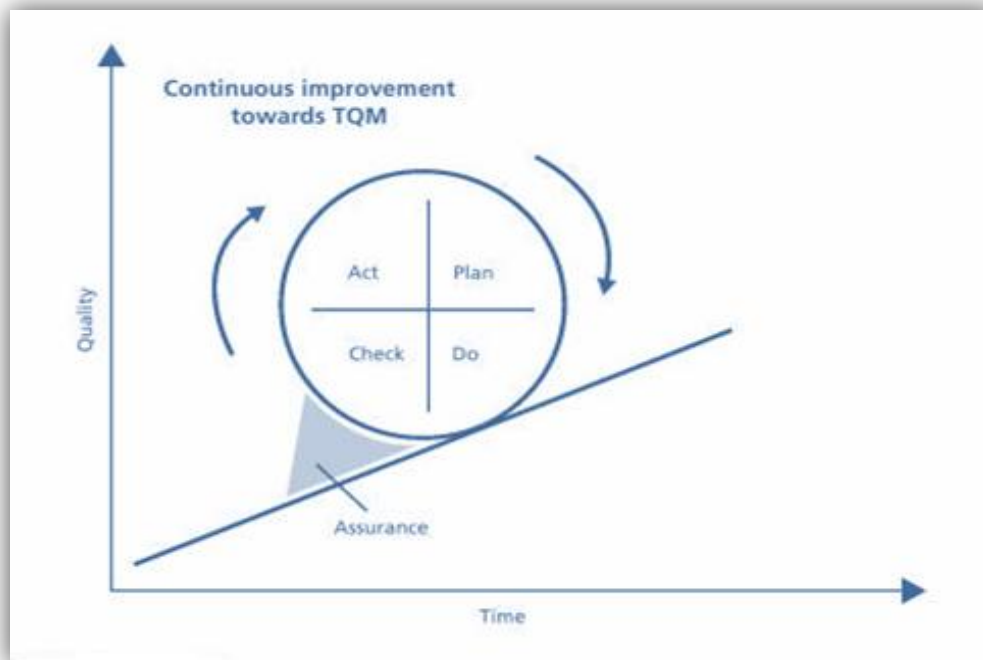 Continuous improvement
towards TQM
Act
Plan
Quality
Check
Do
Assurance
Time